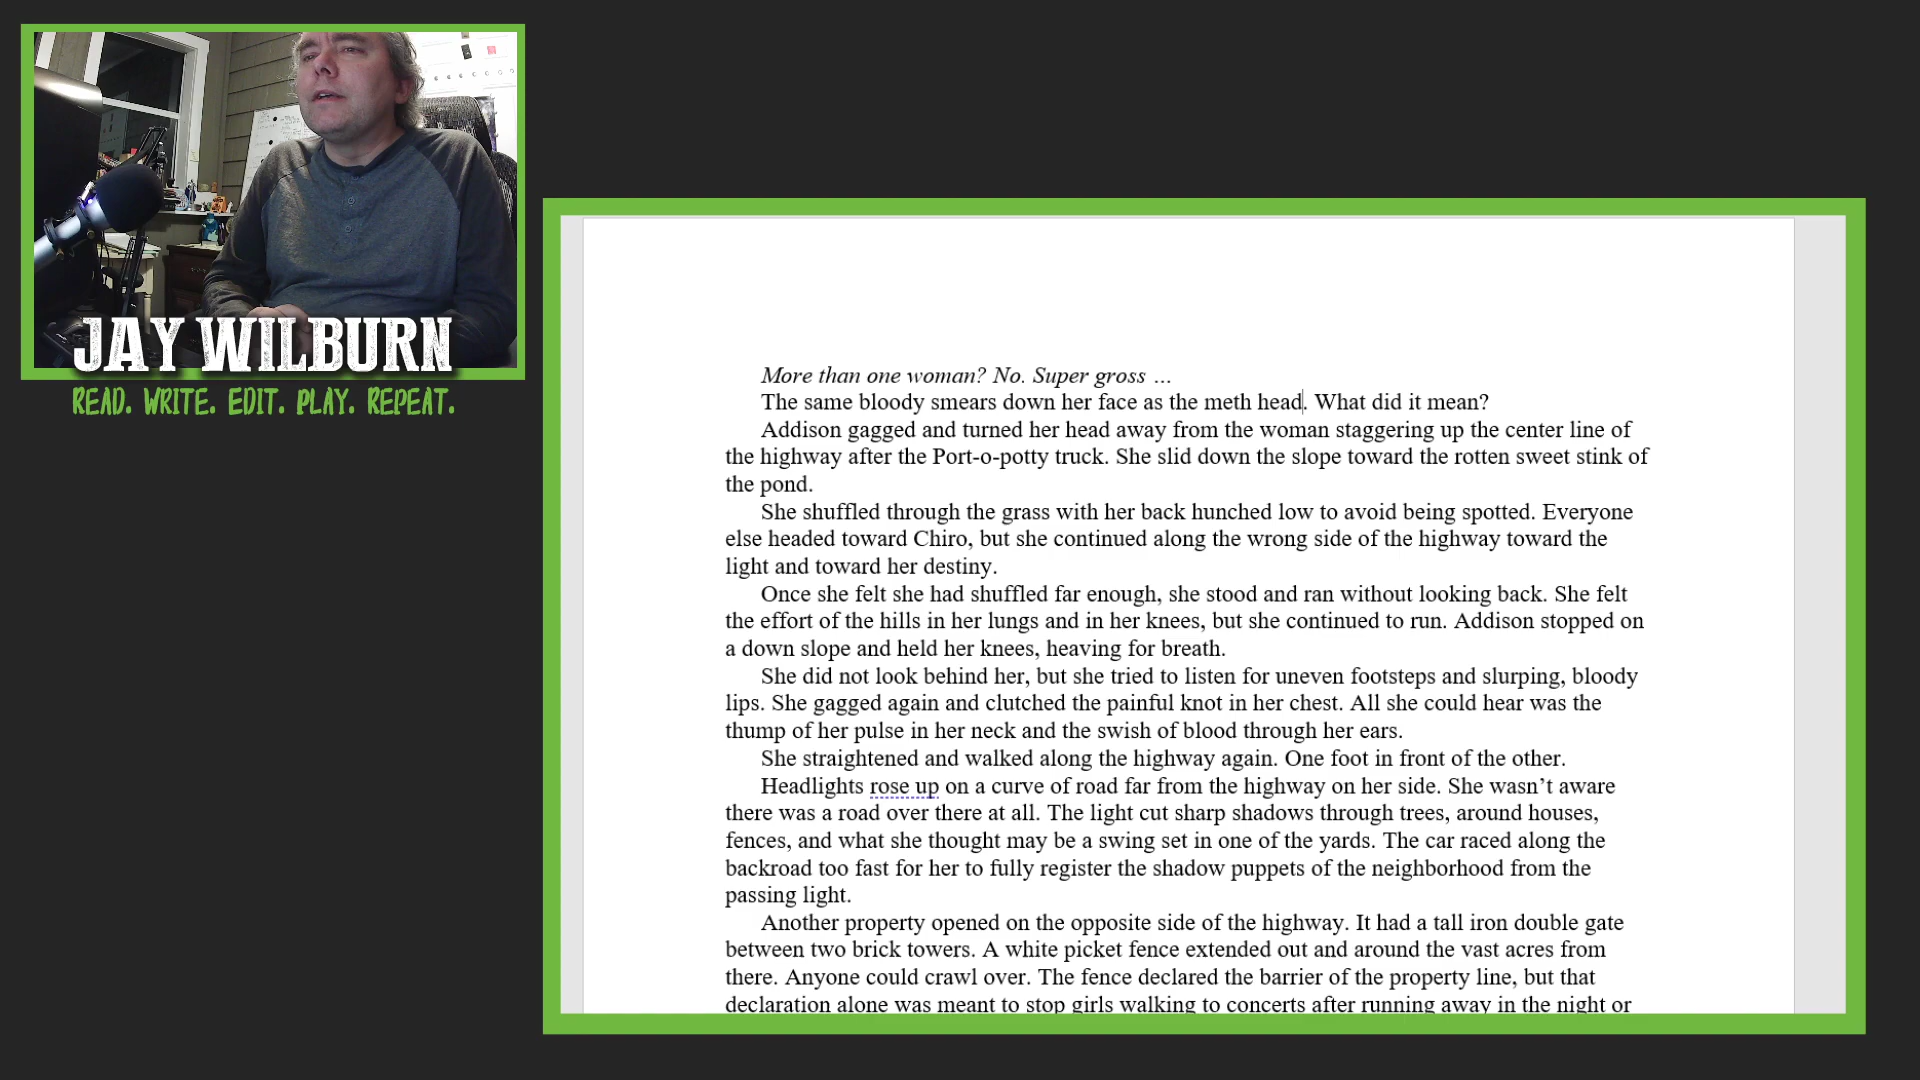 JAY WILBURN
READ. WRITE. EDIT. PLAY. REPEAT.
More than one woman? No. Super gross …
The same bloody smears down her face as the meth head. What did it mean?
Addison gagged and turned her head away from the woman staggering up the center line of
the highway after the Port-o-potty truck. She slid down the slope toward the rotten sweet stink of
the pond.
She shuffled through the grass with her back hunched low to avoid being spotted. Everyone
else headed toward Chiro, but she continued along the wrong side of the highway toward the
light and toward her destiny.
Once she felt she had shuffled far enough, she stood and ran without looking back. She felt
the effort of the hills in her lungs and in her knees, but she continued to run. Addison stopped on
a down slope and held her knees, heaving for breath.
She did not look behind her, but she tried to listen for uneven footsteps and slurping, bloody
lips. She gagged again and clutched the painful knot in her chest. All she could hear was the
thump of her pulse in her neck and the swish of blood through her ears.
She straightened and walked along the highway again. One foot in front of the other.
Headlights rose up on a curve of road far from the highway on her side. She wasn’t aware
there was a road over there at all. The light cut sharp shadows through trees, around houses,
fences, and what she thought may be a swing set in one of the yards. The car raced along the
backroad too fast for her to fully register the shadow puppets of the neighborhood from the
passing light.
Another property opened on the opposite side of the highway. It had a tall iron double gate
between two brick towers. A white picket fence extended out and around the vast acres from
there. Anyone could crawl over. The fence declared the barrier of the property line, but that
declaration alone was meant to stop girls walking to concerts after running away in the night or